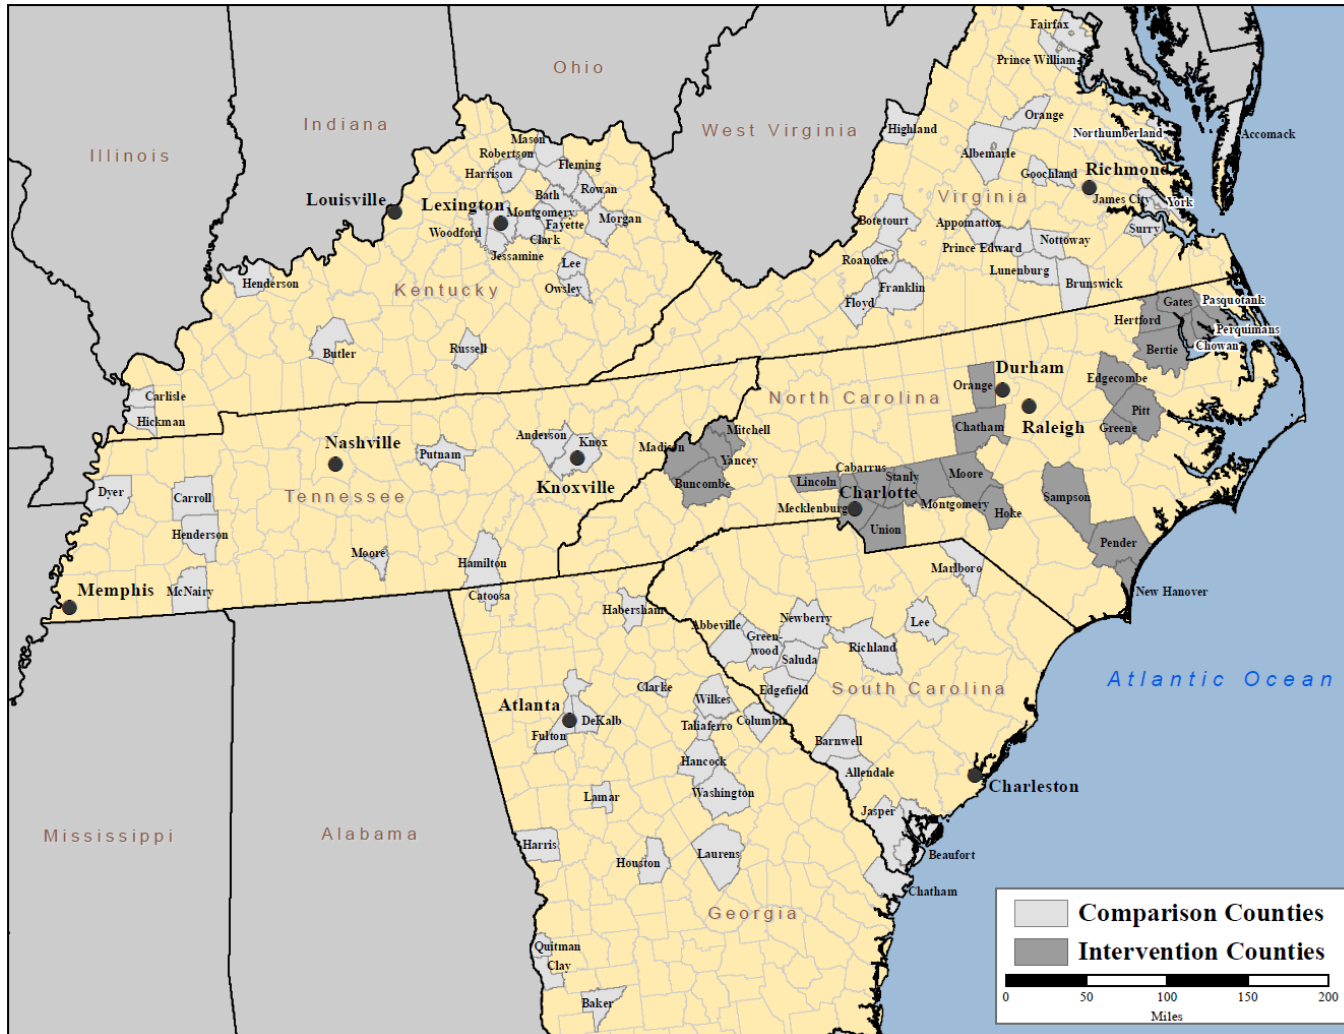 Fairfax
Prince William
Ohio
West Virginia
Indiana
Illinois
Highland
Orange
Northumberland
Accomack
Albemarle
Goochland
Richmond
James City
York
Virginia
Mason
Robertson
Fleming
Harrison
Bath
Rowan
Louisville
Lexington
Montgomery
Morgan
Fayette
Woodford
Clark
Jessamine
Lee
Owsley
Henderson
Kentucky
Butler
Russell
Carlisle
Hickman
Botetourt
Appomattox
Surry
Prince Edward
Nottoway
Roanoke
Lunenburg
Franklin
Brunswick
Floyd
Gates
Pasquotank
Hertford
Perquimans
Chowan
Bertie
Durham
Orange
Edgecombe
North Carolina
Pitt
Chatham
Raleigh
Greene
Mitchell
Madison
Yancey
Buncombe
Cabarrus
Stanly
Moore
Lincoln
Charlotte
Mecklenburg
Montgomery
Hoke
Union
Sampson
Pender
New Hanover
Nashville
Anderson
Knox
Putnam
Knoxville
Dyer
Carroll
Tennessee
Henderson
Moore
Hamilton
McNairy
Memphis
Catoosa
Marlboro
Habersham
Abbeville
Newberry
Lee
Green-
wood
Richland
Saluda
Edgefield
South Carolina
Atlantic Ocean
Clarke
Wilkes
Atlanta
DeKalb
Fulton
Taliaferro
Columbia
Barnwell
Hancock
Allendale
Washington
Charleston
Lamar
Jasper
Mississippi
Alabama
Harris
Houston
Laurens
Beaufort
Chatham
Georgia
Quitman
Clay
Baker
Comparison Counties
Intervention Counties
0 50 100 150 200
Miles